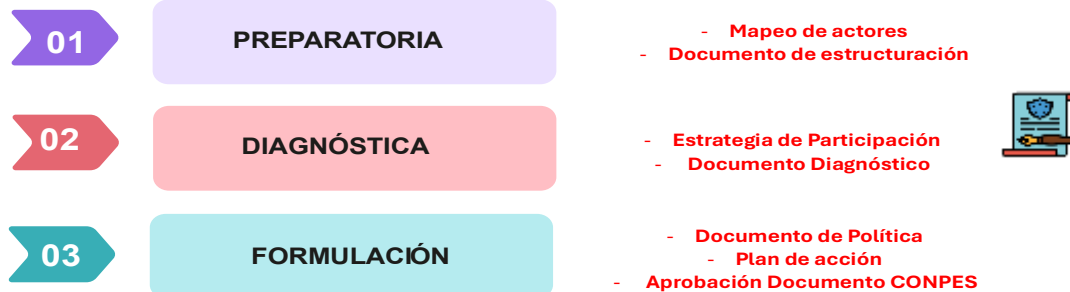 01
PREPARATORIA
- Mapeo de actores
- Documento de estructuración
02
DIAGNÓSTICA
- Estrategia de Participación
- Documento Diagnóstico
03
FORMULACIÓN
- Documento de Política
- Plan de acción
- Aprobación Documento CONPES